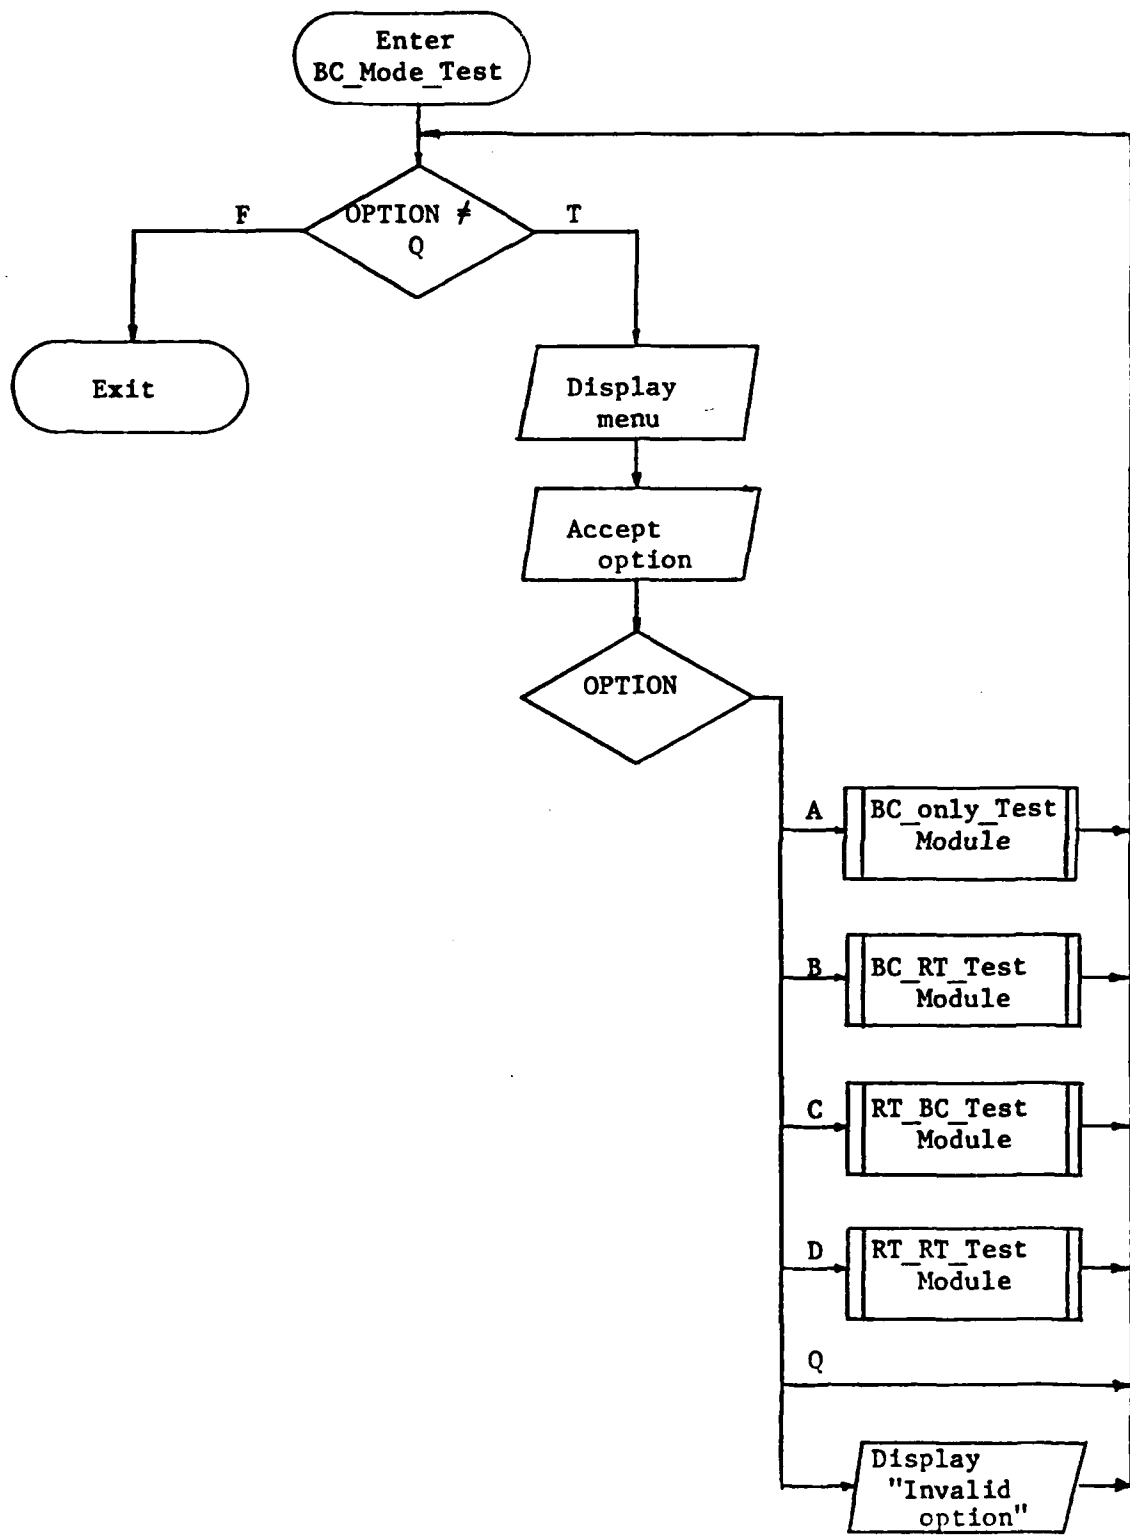 Enter
BC_Mode_Test
F
OPTION ≠
Q
T
Exit
Display
menu
Accept
option
OPTION
A
BC_only_Test
Module
B
BC_RT_Test
Module
C
RT_BC_Test
Module
D
RT_RT_Test
Module
Q
Display
"Invalid
option"